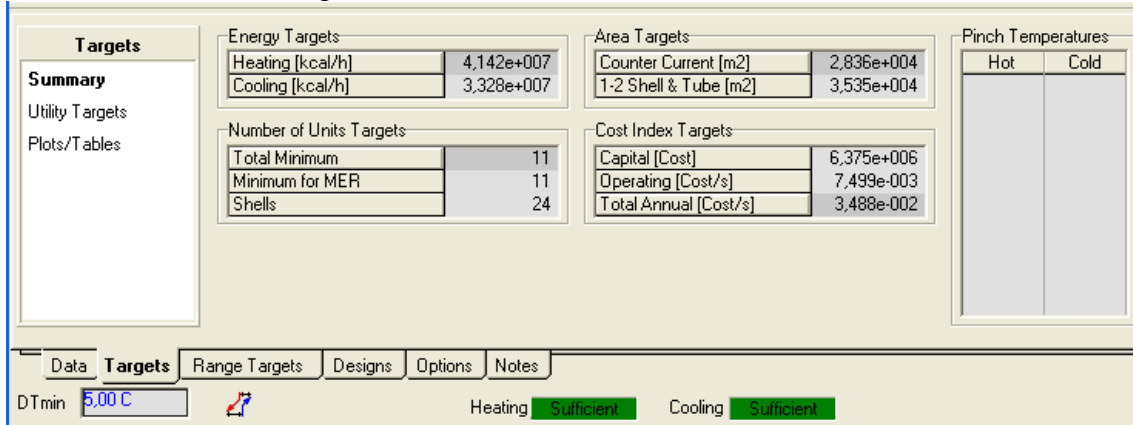 Targets
Summary
Utility Targets
Plots/Tables
Energy Targets
Heating [kcal/h] 4,142e+007
Cooling [kcal/h] 3,328e+007
Area Targets
Counter Current [m2] 2,836e+004
1-2 Shell & Tube [m2] 3,535e+004
Pinch Temperatures
Hot Cold
Number of Units Targets
Total Minimum 11
Minimum for MER 11
Shells 24
Cost Index Targets
Capital [Cost] 6,375e+006
Operating [Cost/s] 7,499e-003
Total Annual [Cost/s] 3,488e-002
Data Targets Range Targets Designs Options Notes
DTmin 5,00 C Heating Sufficient Cooling Sufficient